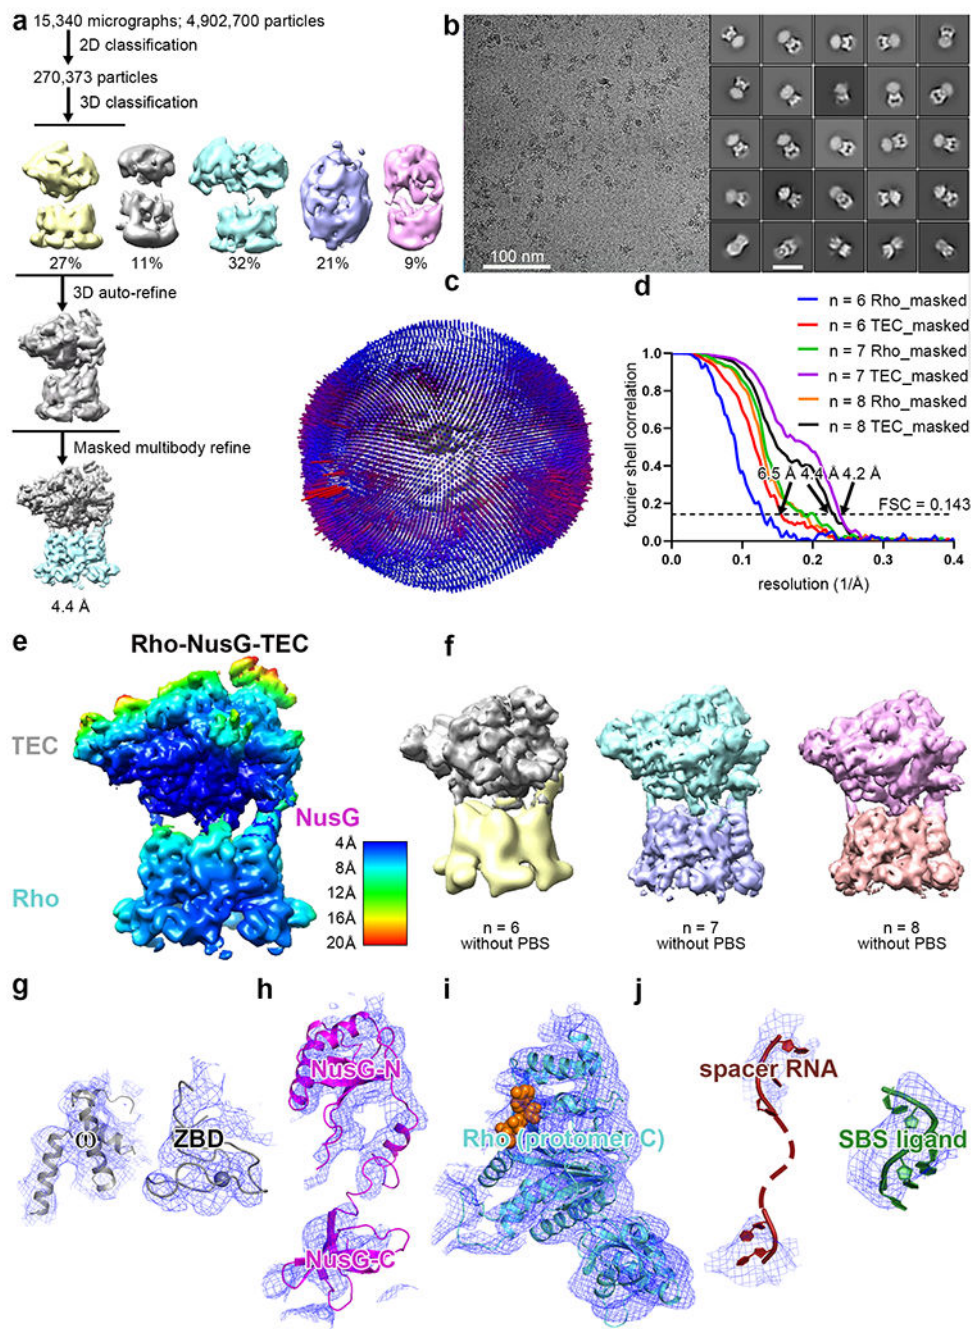 a
15,340 micrographs; 4,902,700 particles
2D classification
270,373 particles
3D classification
27%
11%
32%
21%
9%
3D auto-refine
Masked multibody refine
4.4 Å
b
100 nm
c
d
n = 6 Rho_masked
n = 6 TEC_masked
n = 7 Rho_masked
n = 7 TEC_masked
n = 8 Rho_masked
n = 8 TEC_masked
fourier shell correlation
1.0
0.8
0.6
0.4
0.2
0.0
6.5 Å
4.4 Å
4.2 Å
FSC = 0.143
0.0
0.1
0.2
0.3
0.4
resolution (1/Å)
e
Rho-NusG-TEC
TEC
NusG
Rho
4Å
8Å
12Å
16Å
20Å
f
n = 6
without PBS
n = 7
without PBS
n = 8
without PBS
g
ω
ZBD
h
NusG-N
NusG-C
i
Rho (protomer C)
j
spacer RNA
SBS ligand